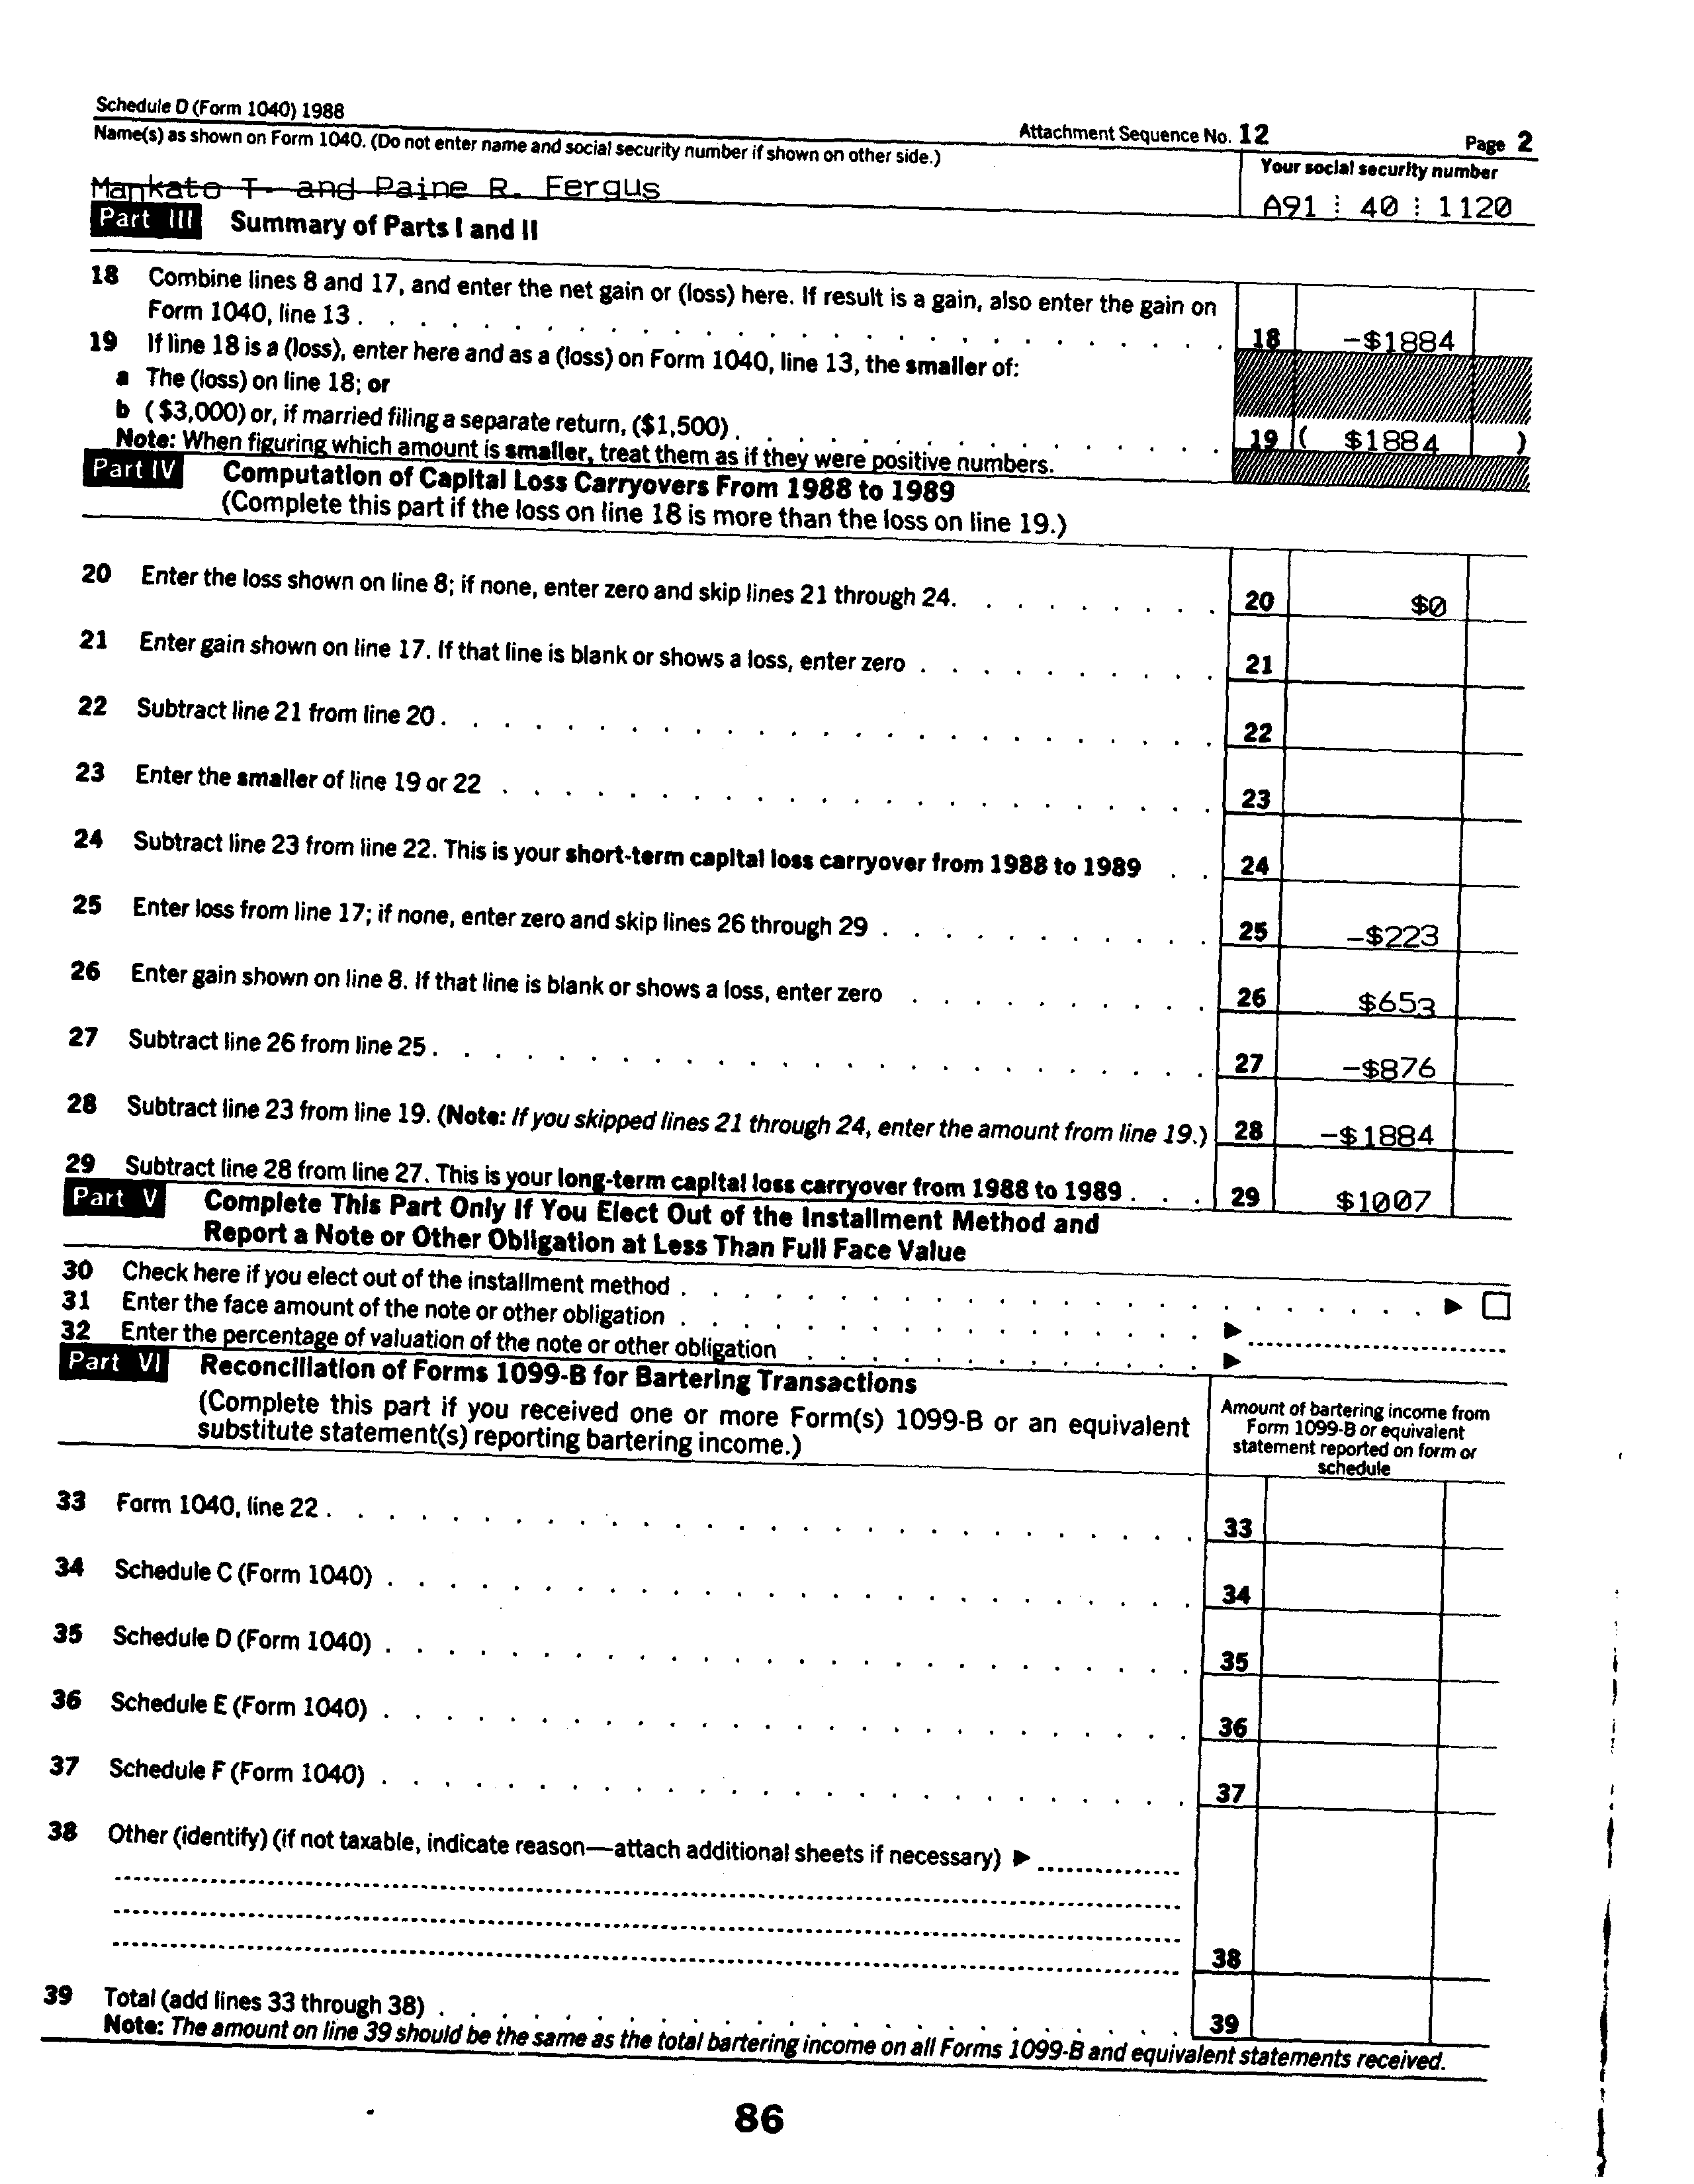 Schedule D (Form 1040) 1988
Attachment Sequence No. 12
Page 2
Name(s) as shown on Form 1040. (Do not enter name and social security number if shown on other side.)
Your social security number
Mankato T. and Paine R. Fergus
A91 40 1120
Part III Summary of Parts I and II
18 Combine lines 8 and 17, and enter the net gain or (loss) here. If result is a gain, also enter the gain on
Form 1040, line 13 . . . . . . . . . . . . . . . . . . . . . . . . . . . . 18 -$1884
19 If line 18 is a (loss), enter here and as a (loss) on Form 1040, line 13, the smaller of:
a The (loss) on line 18; or
b ($3,000) or, if married filing a separate return, ($1,500) . . . . . . . . . . . . . . . . 19 ( $1884 )
Note: When figuring which amount is smaller, treat them as if they were positive numbers.
Part IV Computation of Capital Loss Carryovers From 1988 to 1989
(Complete this part if the loss on line 18 is more than the loss on line 19.)
20 Enter the loss shown on line 8; if none, enter zero and skip lines 21 through 24. . . . . . . . . 20 $0
21 Enter gain shown on line 17. If that line is blank or shows a loss, enter zero . . . . . . . . . . 21
22 Subtract line 21 from line 20 . . . . . . . . . . . . . . . . . . . . . . . . . 22
23 Enter the smaller of line 19 or 22 . . . . . . . . . . . . . . . . . . . . . . . 23
24 Subtract line 23 from line 22. This is your short-term capital loss carryover from 1988 to 1989 . . 24
25 Enter loss from line 17; if none, enter zero and skip lines 26 through 29 . . . . . . . . . . . 25 -$223
26 Enter gain shown on line 8. If that line is blank or shows a loss, enter zero . . . . . . . . . . 26 $653
27 Subtract line 26 from line 25 . . . . . . . . . . . . . . . . . . . . . . . . . 27 -$876
28 Subtract line 23 from line 19. (Note: If you skipped lines 21 through 24, enter the amount from line 19.) 28 -$1884
29 Subtract line 28 from line 27. This is your long-term capital loss carryover from 1988 to 1989 . . . 29 $1007
Part V Complete This Part Only If You Elect Out of the Installment Method and
Report a Note or Other Obligation at Less Than Full Face Value
30 Check here if you elect out of the installment method . . . . . . . . . . . . . . . . . . . . . . . . ▶ ☐
31 Enter the face amount of the note or other obligation . . . . . . . . . . . . . . . . . ▶
32 Enter the percentage of valuation of the note or other obligation . . . . . . . . . . . . . ▶
Part VI Reconciliation of Forms 1099-B for Bartering Transactions
(Complete this part if you received one or more Form(s) 1099-B or an equivalent
substitute statement(s) reporting bartering income.)
Amount of bartering income from
Form 1099-B or equivalent
statement reported on form or
schedule
33 Form 1040, line 22 . . . . . . . . . . . . . . . . . . . . . . . . . . . . 33
34 Schedule C (Form 1040) . . . . . . . . . . . . . . . . . . . . . . . . . . 34
35 Schedule D (Form 1040) . . . . . . . . . . . . . . . . . . . . . . . . . . 35
36 Schedule E (Form 1040) . . . . . . . . . . . . . . . . . . . . . . . . . . 36
37 Schedule F (Form 1040) . . . . . . . . . . . . . . . . . . . . . . . . . . 37
38 Other (identify) (if not taxable, indicate reason—attach additional sheets if necessary) ▶
38
39 Total (add lines 33 through 38) . . . . . . . . . . . . . . . . . . . . . . . . 39
Note: The amount on line 39 should be the same as the total bartering income on all Forms 1099-B and equivalent statements received.
86